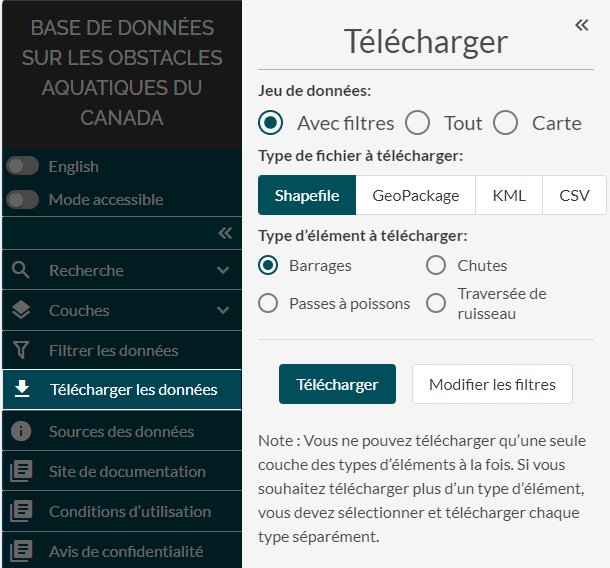 BASE DE DONNÉES
SUR LES OBSTACLES
AQUATIQUES DU
CANADA
English
Mode accessible
Recherche
Couches
Filtrer les données
Télécharger les données
Sources des données
Site de documentation
Conditions d’utilisation
Avis de confidentialité
Télécharger
Jeu de données:
Avec filtres Tout Carte
Type de fichier à télécharger:
Shapefile GeoPackage KML CSV
Type d’élément à télécharger:
Barrages Chutes
Passes à poissons Traversée de
ruisseau
Télécharger Modifier les filtres
Note : Vous ne pouvez télécharger qu’une seule
couche des types d’éléments à la fois. Si vous
souhaitez télécharger plus d’un type d’élément,
vous devez sélectionner et télécharger chaque
type séparément.